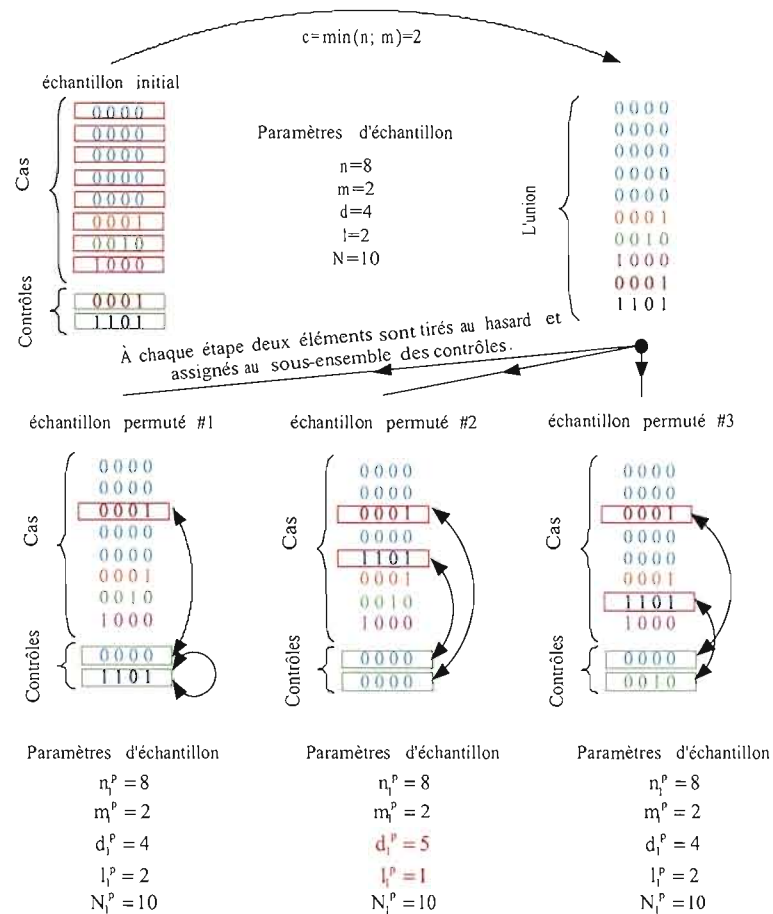 c=min(n; m)=2
échantillon initial
Cas
0000
0000
0000
0000
0000
0001
0010
1000
Contrôles
0001
1101
Paramètres d'échantillon
n=8
m=2
d=4
l=2
N=10
L'union
0000
0000
0000
0000
0000
0001
0010
1000
0001
1101
À chaque étape deux éléments sont tirés au hasard et
assignés au sous-ensemble des contrôles.
échantillon permuté #1
Cas
0000
0000
0001
0000
0000
0001
0010
1000
Contrôles
0000
1101
Paramètres d'échantillon
n₁ᵖ = 8
m₁ᵖ = 2
d₁ᵖ = 4
l₁ᵖ = 2
N₁ᵖ = 10
échantillon permuté #2
Cas
0000
0000
0001
0000
1101
0001
0010
1000
Contrôles
0000
0000
Paramètres d'échantillon
n₁ᵖ = 8
m₁ᵖ = 2
d₁ᵖ = 5
l₁ᵖ = 1
N₁ᵖ = 10
échantillon permuté #3
Cas
0000
0000
0001
0000
0000
0001
1101
1000
Contrôles
0000
0010
Paramètres d'échantillon
n₁ᵖ = 8
m₁ᵖ = 2
d₁ᵖ = 4
l₁ᵖ = 2
N₁ᵖ = 10